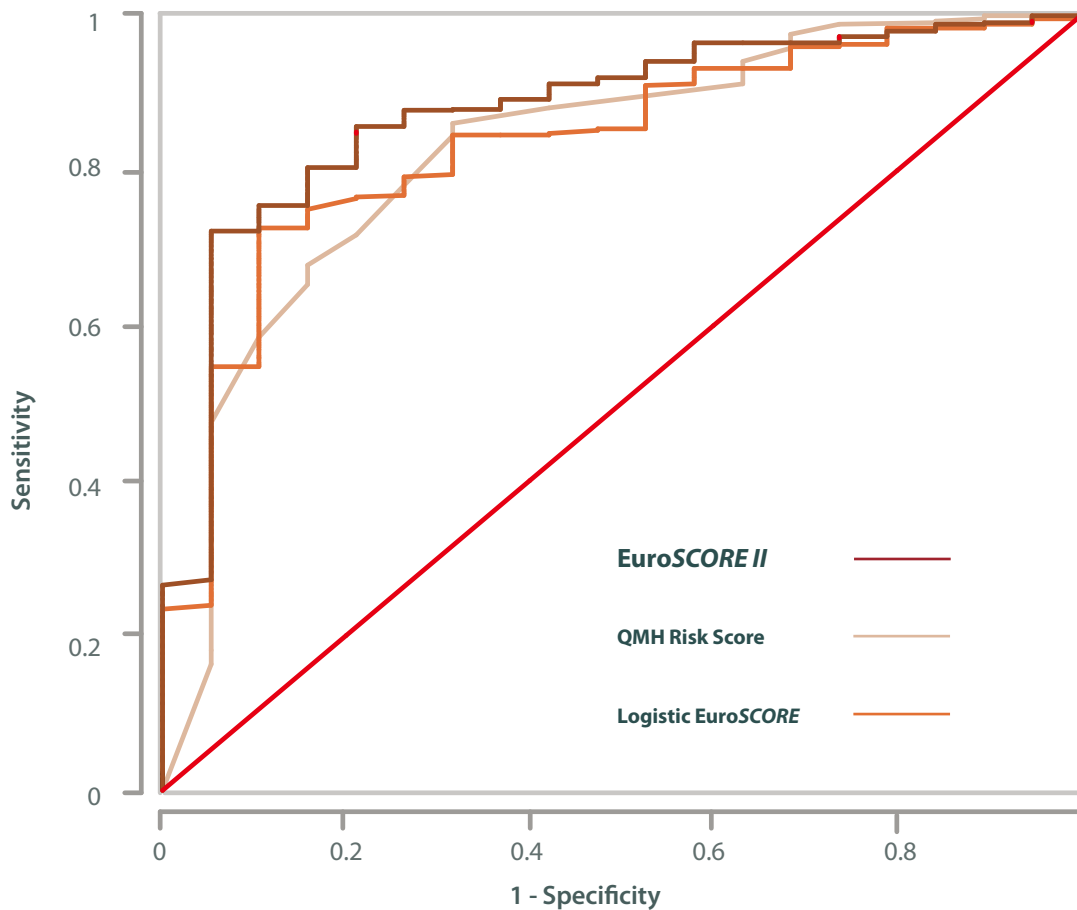 1
0.8
0.6
0.4
0.2
0
Sensitivity
EuroSCORE II
QMH Risk Score
Logistic EuroSCORE
0
0.2
0.4
0.6
0.8
1 - Specificity